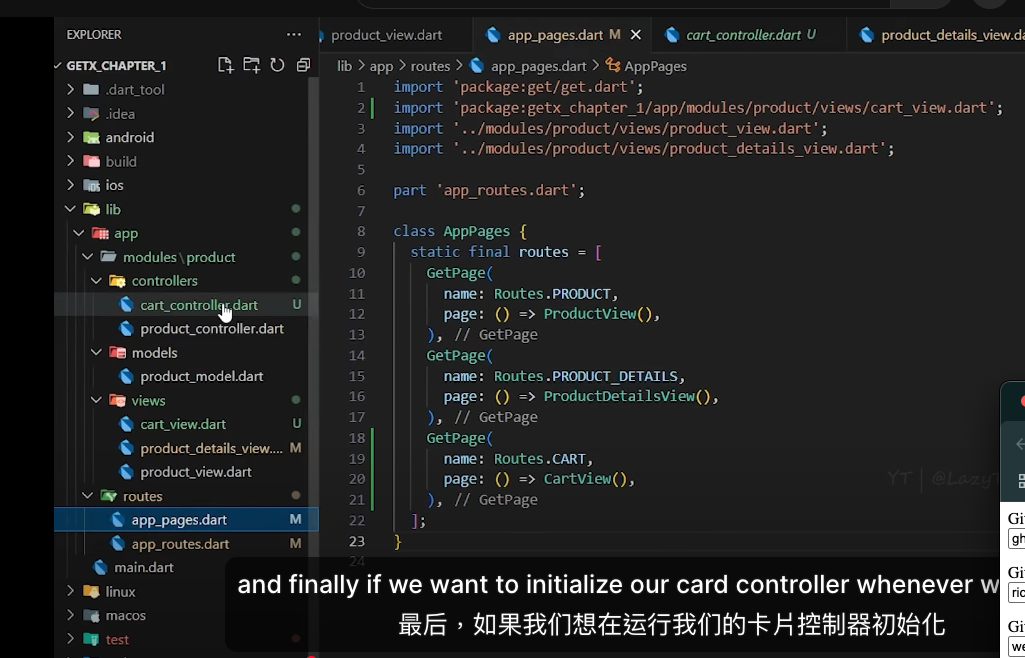 EXPLORER
...
product_view.dart
app_pages.dart M
cart_controller.dart U
product_details_view.da
GETX_CHAPTER_1
lib > app > routes > app_pages.dart > AppPages
.dart_tool
.idea
android
build
ios
lib
app
modules\product
controllers
cart_controller.dart U
product_controller.dart
models
product_model.dart
views
cart_view.dart U
product_details_view.... M
product_view.dart
routes
app_pages.dart M
app_routes.dart M
main.dart
linux
macos
test
1 import 'package:get/get.dart';
2 import 'package:getx_chapter_1/app/modules/product/views/cart_view.dart';
3 import '../modules/product/views/product_view.dart';
4 import '../modules/product/views/product_details_view.dart';
5
6 part 'app_routes.dart';
7
8 class AppPages {
9 static final routes = [
10 GetPage(
11 name: Routes.PRODUCT,
12 page: () => ProductView(),
13 ), // GetPage
14 GetPage(
15 name: Routes.PRODUCT_DETAILS,
16 page: () => ProductDetailsView(),
17 ), // GetPage
18 GetPage(
19 name: Routes.CART,
20 page: () => CartView(),
21 ), // GetPage
22 ];
23 }
24
YT | @LazyT
Gi
gh
Gi
ric
Gi
we
and finally if we want to initialize our card controller whenever w
最后，如果我们想在运行我们的卡片控制器初始化